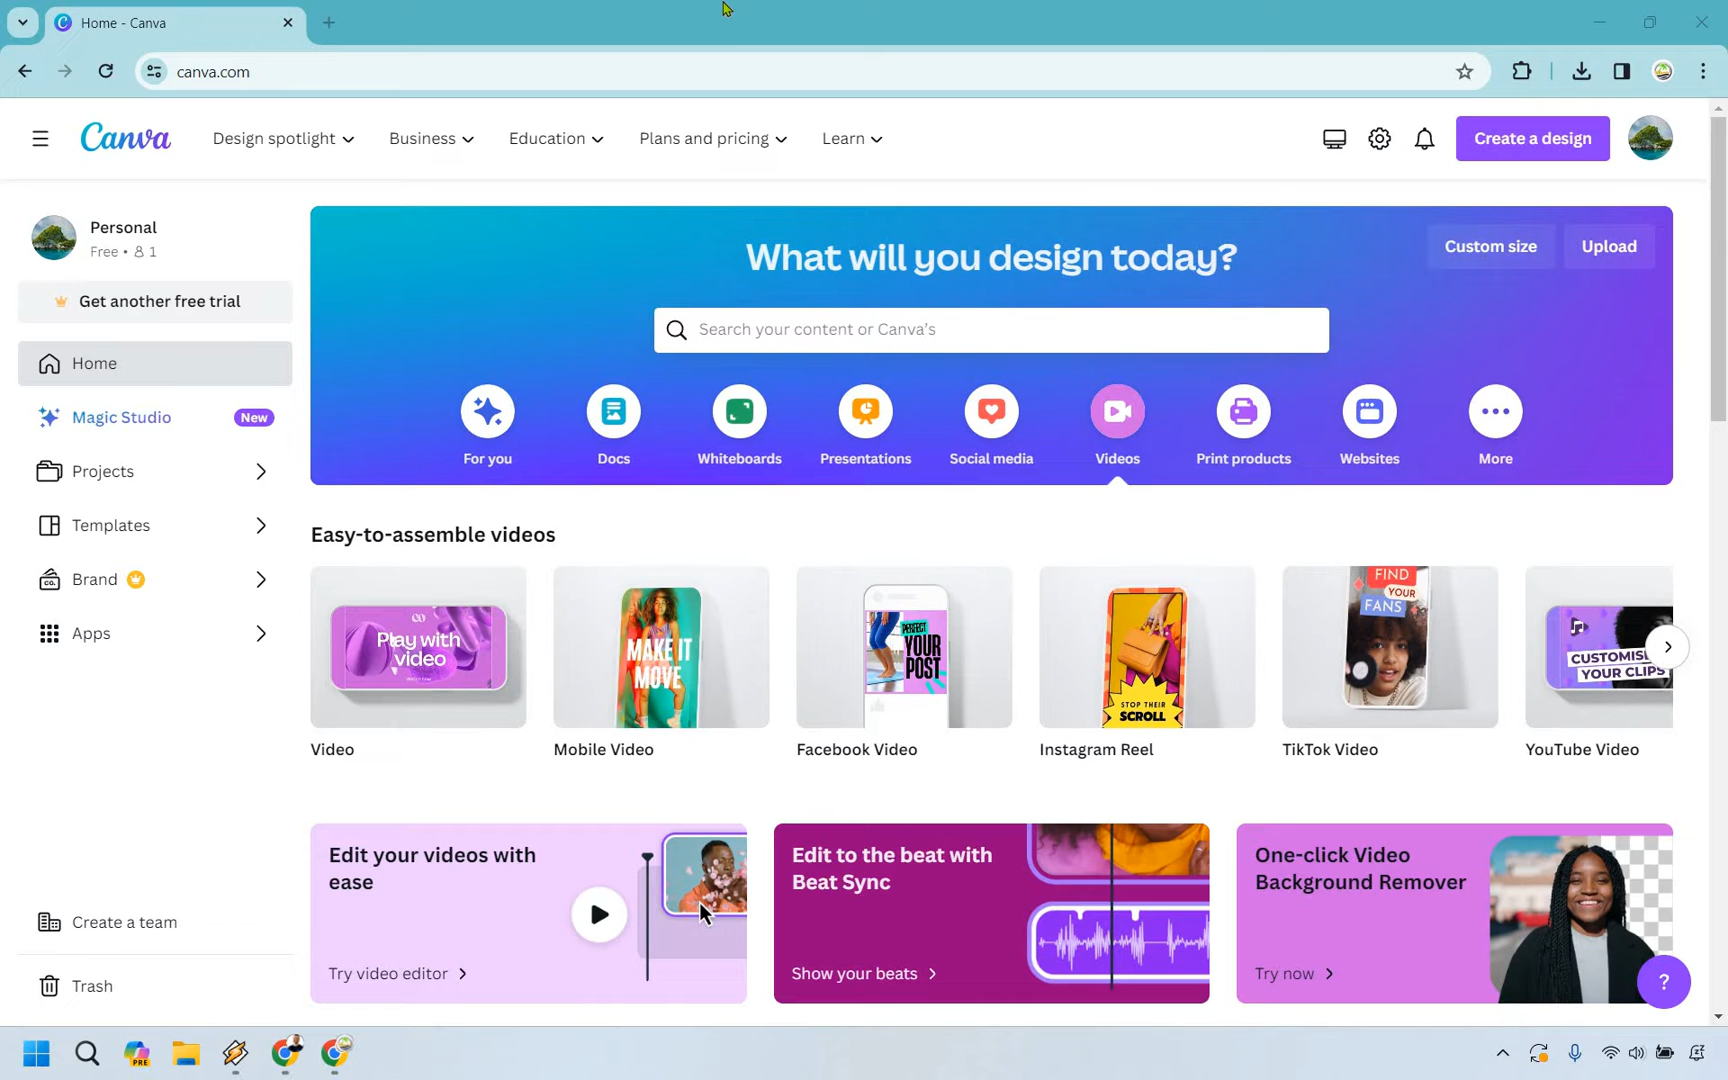 Home - Canva
canva.com
Canva
Design spotlight
Business
Education
Plans and pricing
Learn
Create a design
Personal
Free • 1
Get another free trial
Home
Magic Studio
New
Projects
Templates
Brand
Apps
Create a team
Trash
What will you design today?
Custom size
Upload
Search your content or Canva's
For you
Docs
Whiteboards
Presentations
Social media
Videos
Print products
Websites
More
Easy-to-assemble videos
Play with
video
MAKE IT
MOVE
PERFECT
YOUR
POST
STOP THEIR
SCROLL
FIND
YOUR
FANS
YOUR CLIPS
Video
Mobile Video
Facebook Video
Instagram Reel
TikTok Video
YouTube Video
Edit your videos with
ease
Try video editor
Edit to the beat with
Beat Sync
Show your beats
One-click Video
Background Remover
Try now
?
CO.
PRE